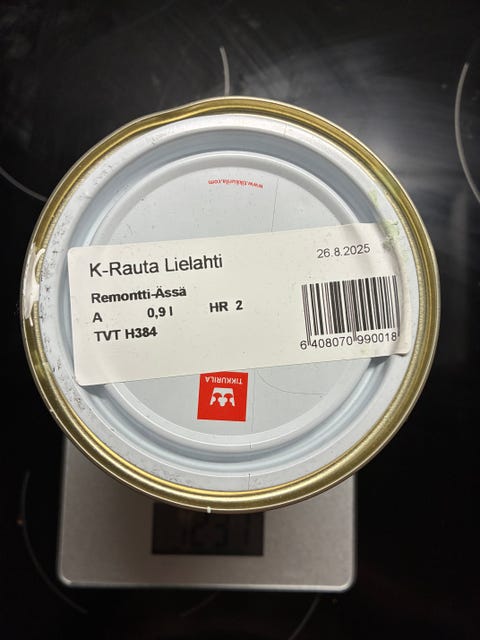 www.tikkurila.com
K-Rauta Lielahti
26.8.2025
Remontti-Ässä
A 0,9 l HR 2
TVT H384
6 408070 990018
TIKKURILA